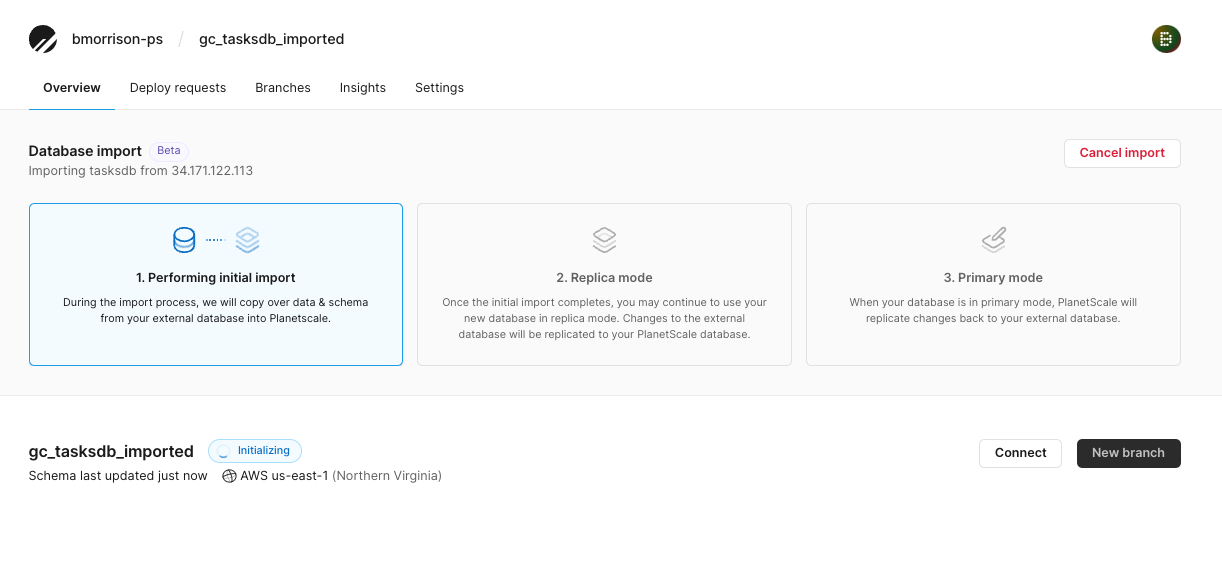 bmorrison-ps / gc_tasksdb_imported
Overview Deploy requests Branches Insights Settings
Database import Beta
Importing tasksdb from 34.171.122.113
Cancel import
1. Performing initial import
During the import process, we will copy over data & schema
from your external database into Planetscale.
2. Replica mode
Once the initial import completes, you may continue to use your
new database in replica mode. Changes to the external
database will be replicated to your PlanetScale database.
3. Primary mode
When your database is in primary mode, PlanetScale will
replicate changes back to your external database.
gc_tasksdb_imported Initializing
Schema last updated just now AWS us-east-1 (Northern Virginia)
Connect New branch